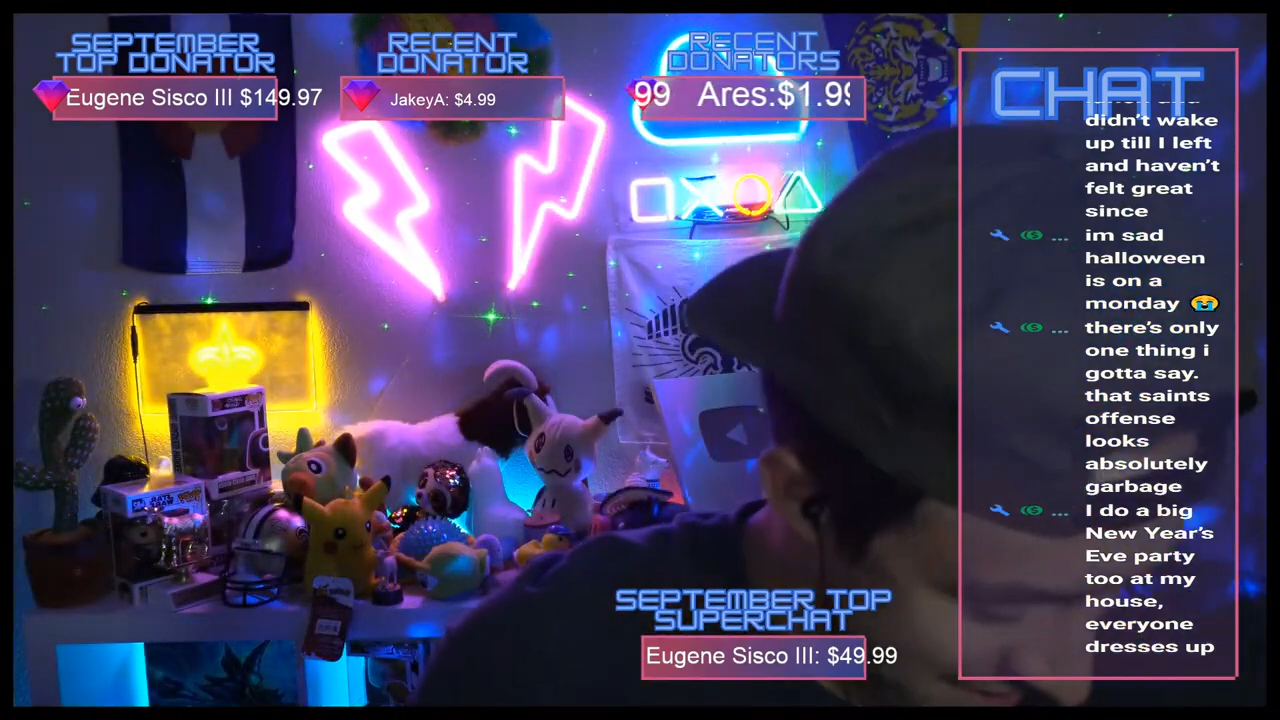 SEPTEMBER
TOP DONATOR
Eugene Sisco III $149.97
RECENT
DONATOR
JakeyA: $4.99
RECENT
DONATORS
99 Ares:$1.99
CHAT
didn't wake
up till I left
and haven't
felt great
since
... im sad
halloween
is on a
monday 😭
... there's only
one thing i
gotta say.
that saints
offense
looks
absolutely
garbage
... I do a big
New Year's
Eve party
too at my
house,
everyone
dresses up
SEPTEMBER TOP
SUPERCHAT
Eugene Sisco III: $49.99